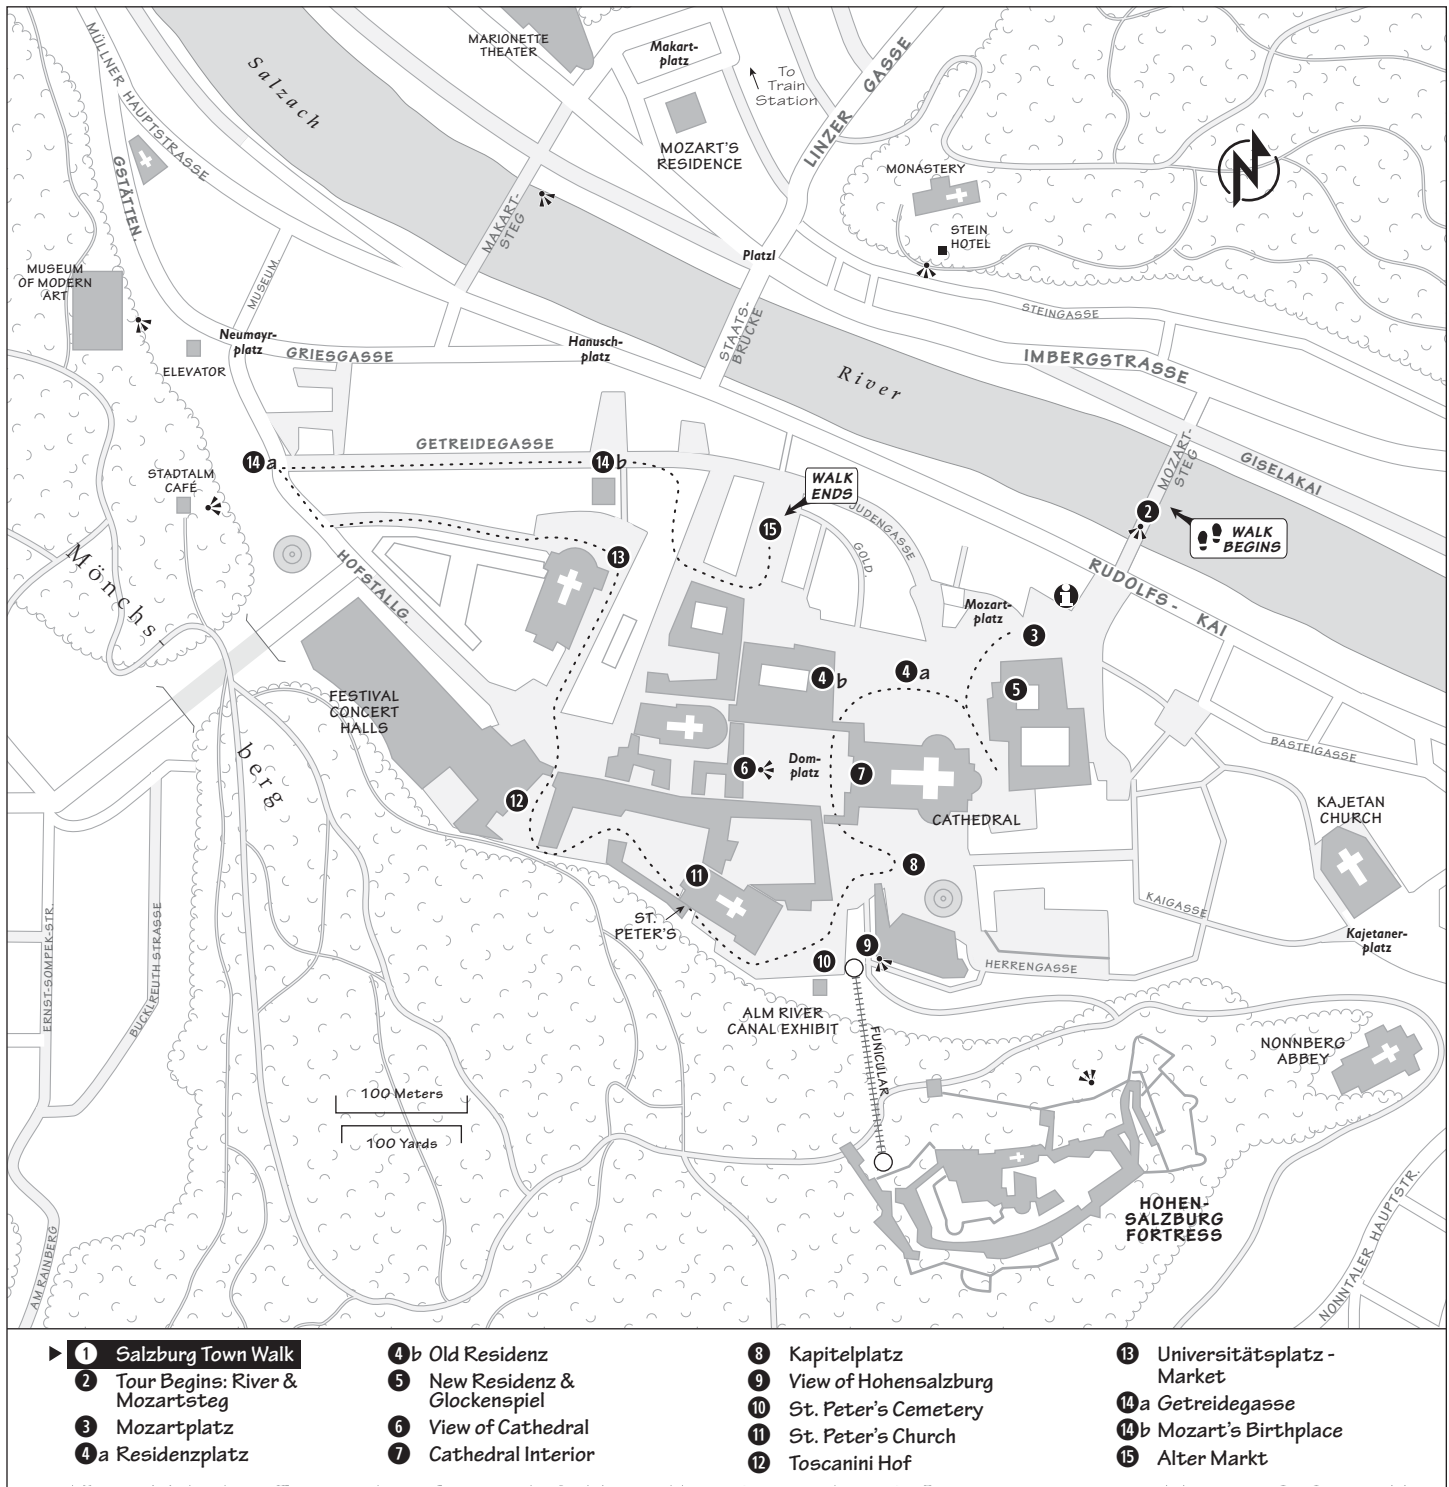 MARIONETTE
THEATER
Makart-
platz
To
Train
Station
LINZER GASSE
MOZART'S
RESIDENCE
Salzach
MÜLLNER HAUPTSTRASSE
GSTÄTTEN.
MAKART-
STEG
MONASTERY
STEIN
HOTEL
N
Platzl
STEINGASSE
MUSEUM
OF MODERN
ART
MUSEUM.
Neumayr-
platz
ELEVATOR
GRIESGASSE
Hanusch-
platz
STAATS-
BRÜCKE
River
IMBERGSTRASSE
GISELAKAI
MOZART-
STEG
GETREIDEGASSE
14 a
14 b
STADTALM
CAFÉ
WALK
ENDS
15
JUDENGASSE
GOLD.
2
WALK
BEGINS
RUDOLFS-KAI
13
HOFSTALLG.
Mönchs-
berg
Mozart-
platz
i
3
4 a
4 b
5
FESTIVAL
CONCERT
HALLS
6
Dom-
platz
7
CATHEDRAL
BASTEIGASSE
KAJETAN
CHURCH
12
8
11
ST.
PETER'S
KAIGASSE
Kajetaner-
platz
9
10
HERRENGASSE
ERNST-SOMPEK-STR.
BUCKLREUTH STRASSE
ALM RIVER
CANAL EXHIBIT
FUNICULAR
NONNBERG
ABBEY
100 Meters
100 Yards
HOHEN-
SALZBURG
FORTRESS
AM RAINBERG
NONNTALER HAUPTSTR.
1 Salzburg Town Walk
2 Tour Begins: River &
Mozartsteg
3 Mozartplatz
4 a Residenzplatz
4 b Old Residenz
5 New Residenz &
Glockenspiel
6 View of Cathedral
7 Cathedral Interior
8 Kapitelplatz
9 View of Hohensalzburg
10 St. Peter's Cemetery
11 St. Peter's Church
12 Toscanini Hof
13 Universitätsplatz -
Market
14 a Getreidegasse
14 b Mozart's Birthplace
15 Alter Markt